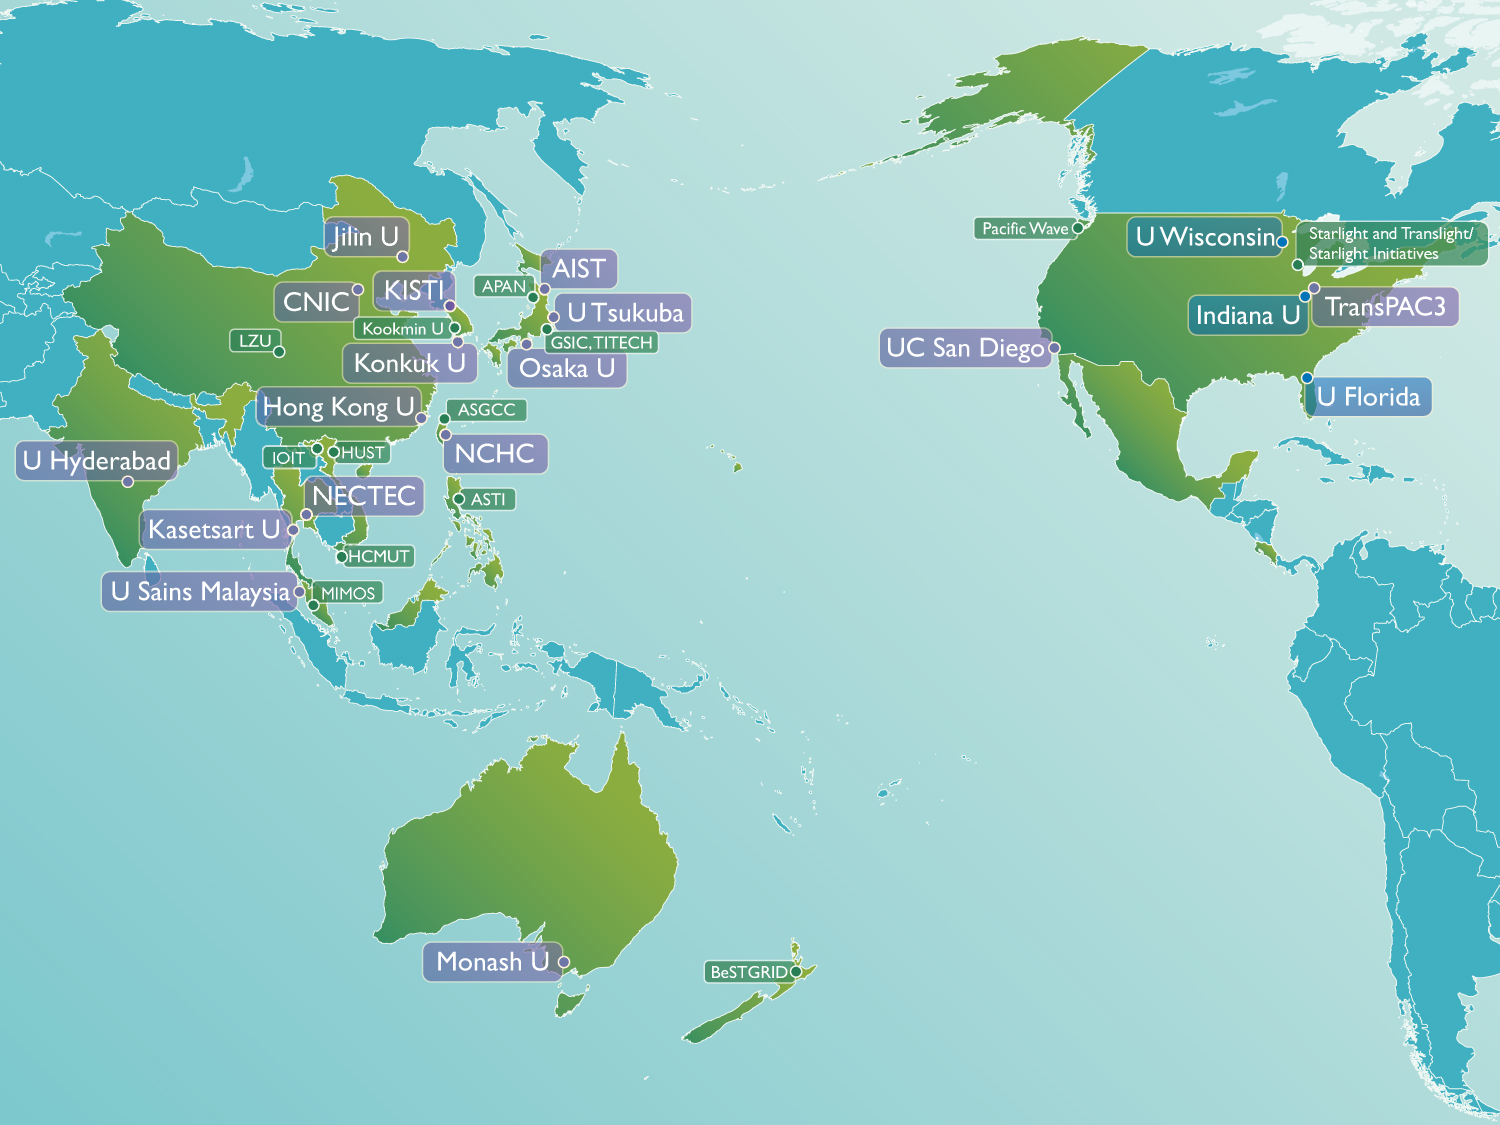 Jilin U
CNIC
KISTI
Kookmin U
LZU
Konkuk U
Hong Kong U
APAN
AIST
U Tsukuba
GSIC,TITECH
Osaka U
ASGCC
NCHC
IOIT
HUST
U Hyderabad
NECTEC
ASTI
Kasetsart U
HCMUT
U Sains Malaysia
MIMOS
Monash U
BeSTGRID
Pacific Wave
U Wisconsin
Starlight and Translight/
Starlight Initiatives
Indiana U
TransPAC3
UC San Diego
U Florida